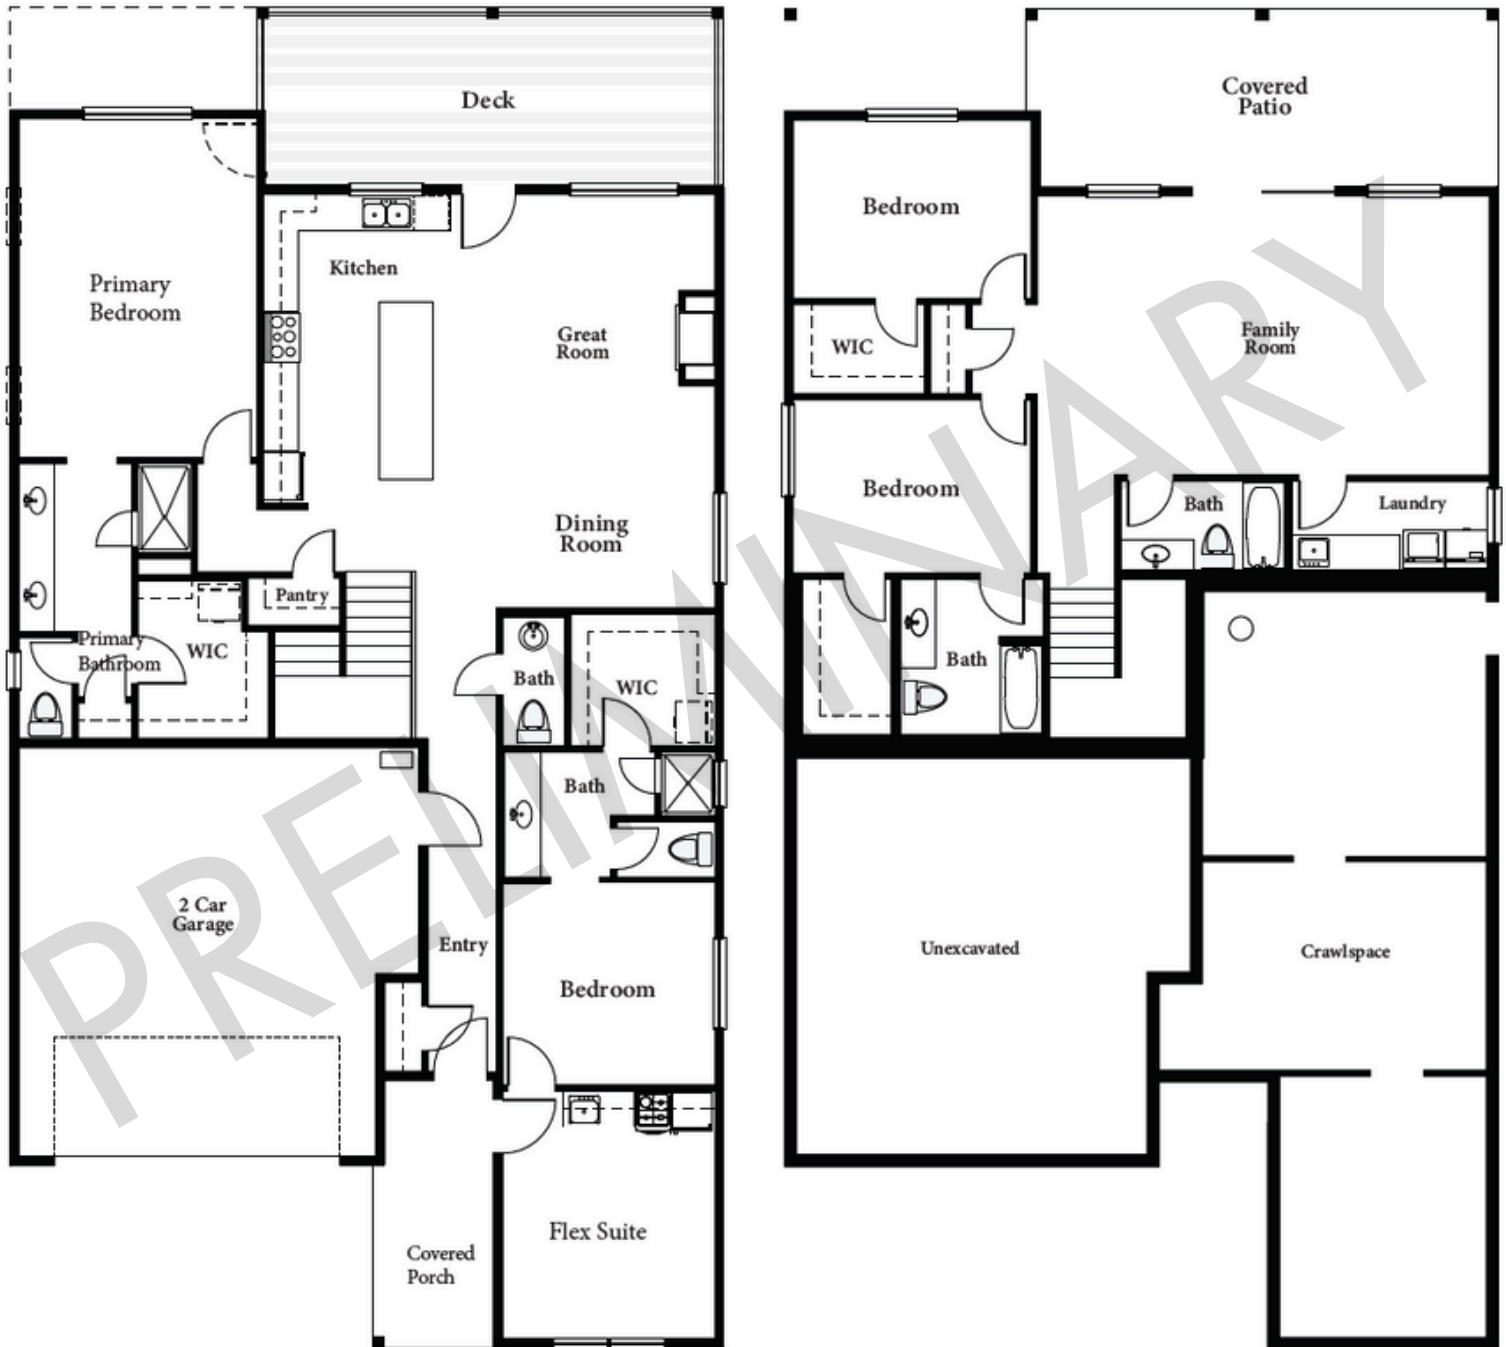 Deck
Primary
Bedroom
Kitchen
Great
Room
Dining
Room
Pantry
Primary
Bathroom
WIC
Bath
WIC
Bath
2 Car
Garage
Entry
Bedroom
Flex Suite
Covered
Porch
Covered
Patio
Bedroom
WIC
Family
Room
Bedroom
Bath
Laundry
Bath
Unexcavated
Crawlspace
PRELIMINARY